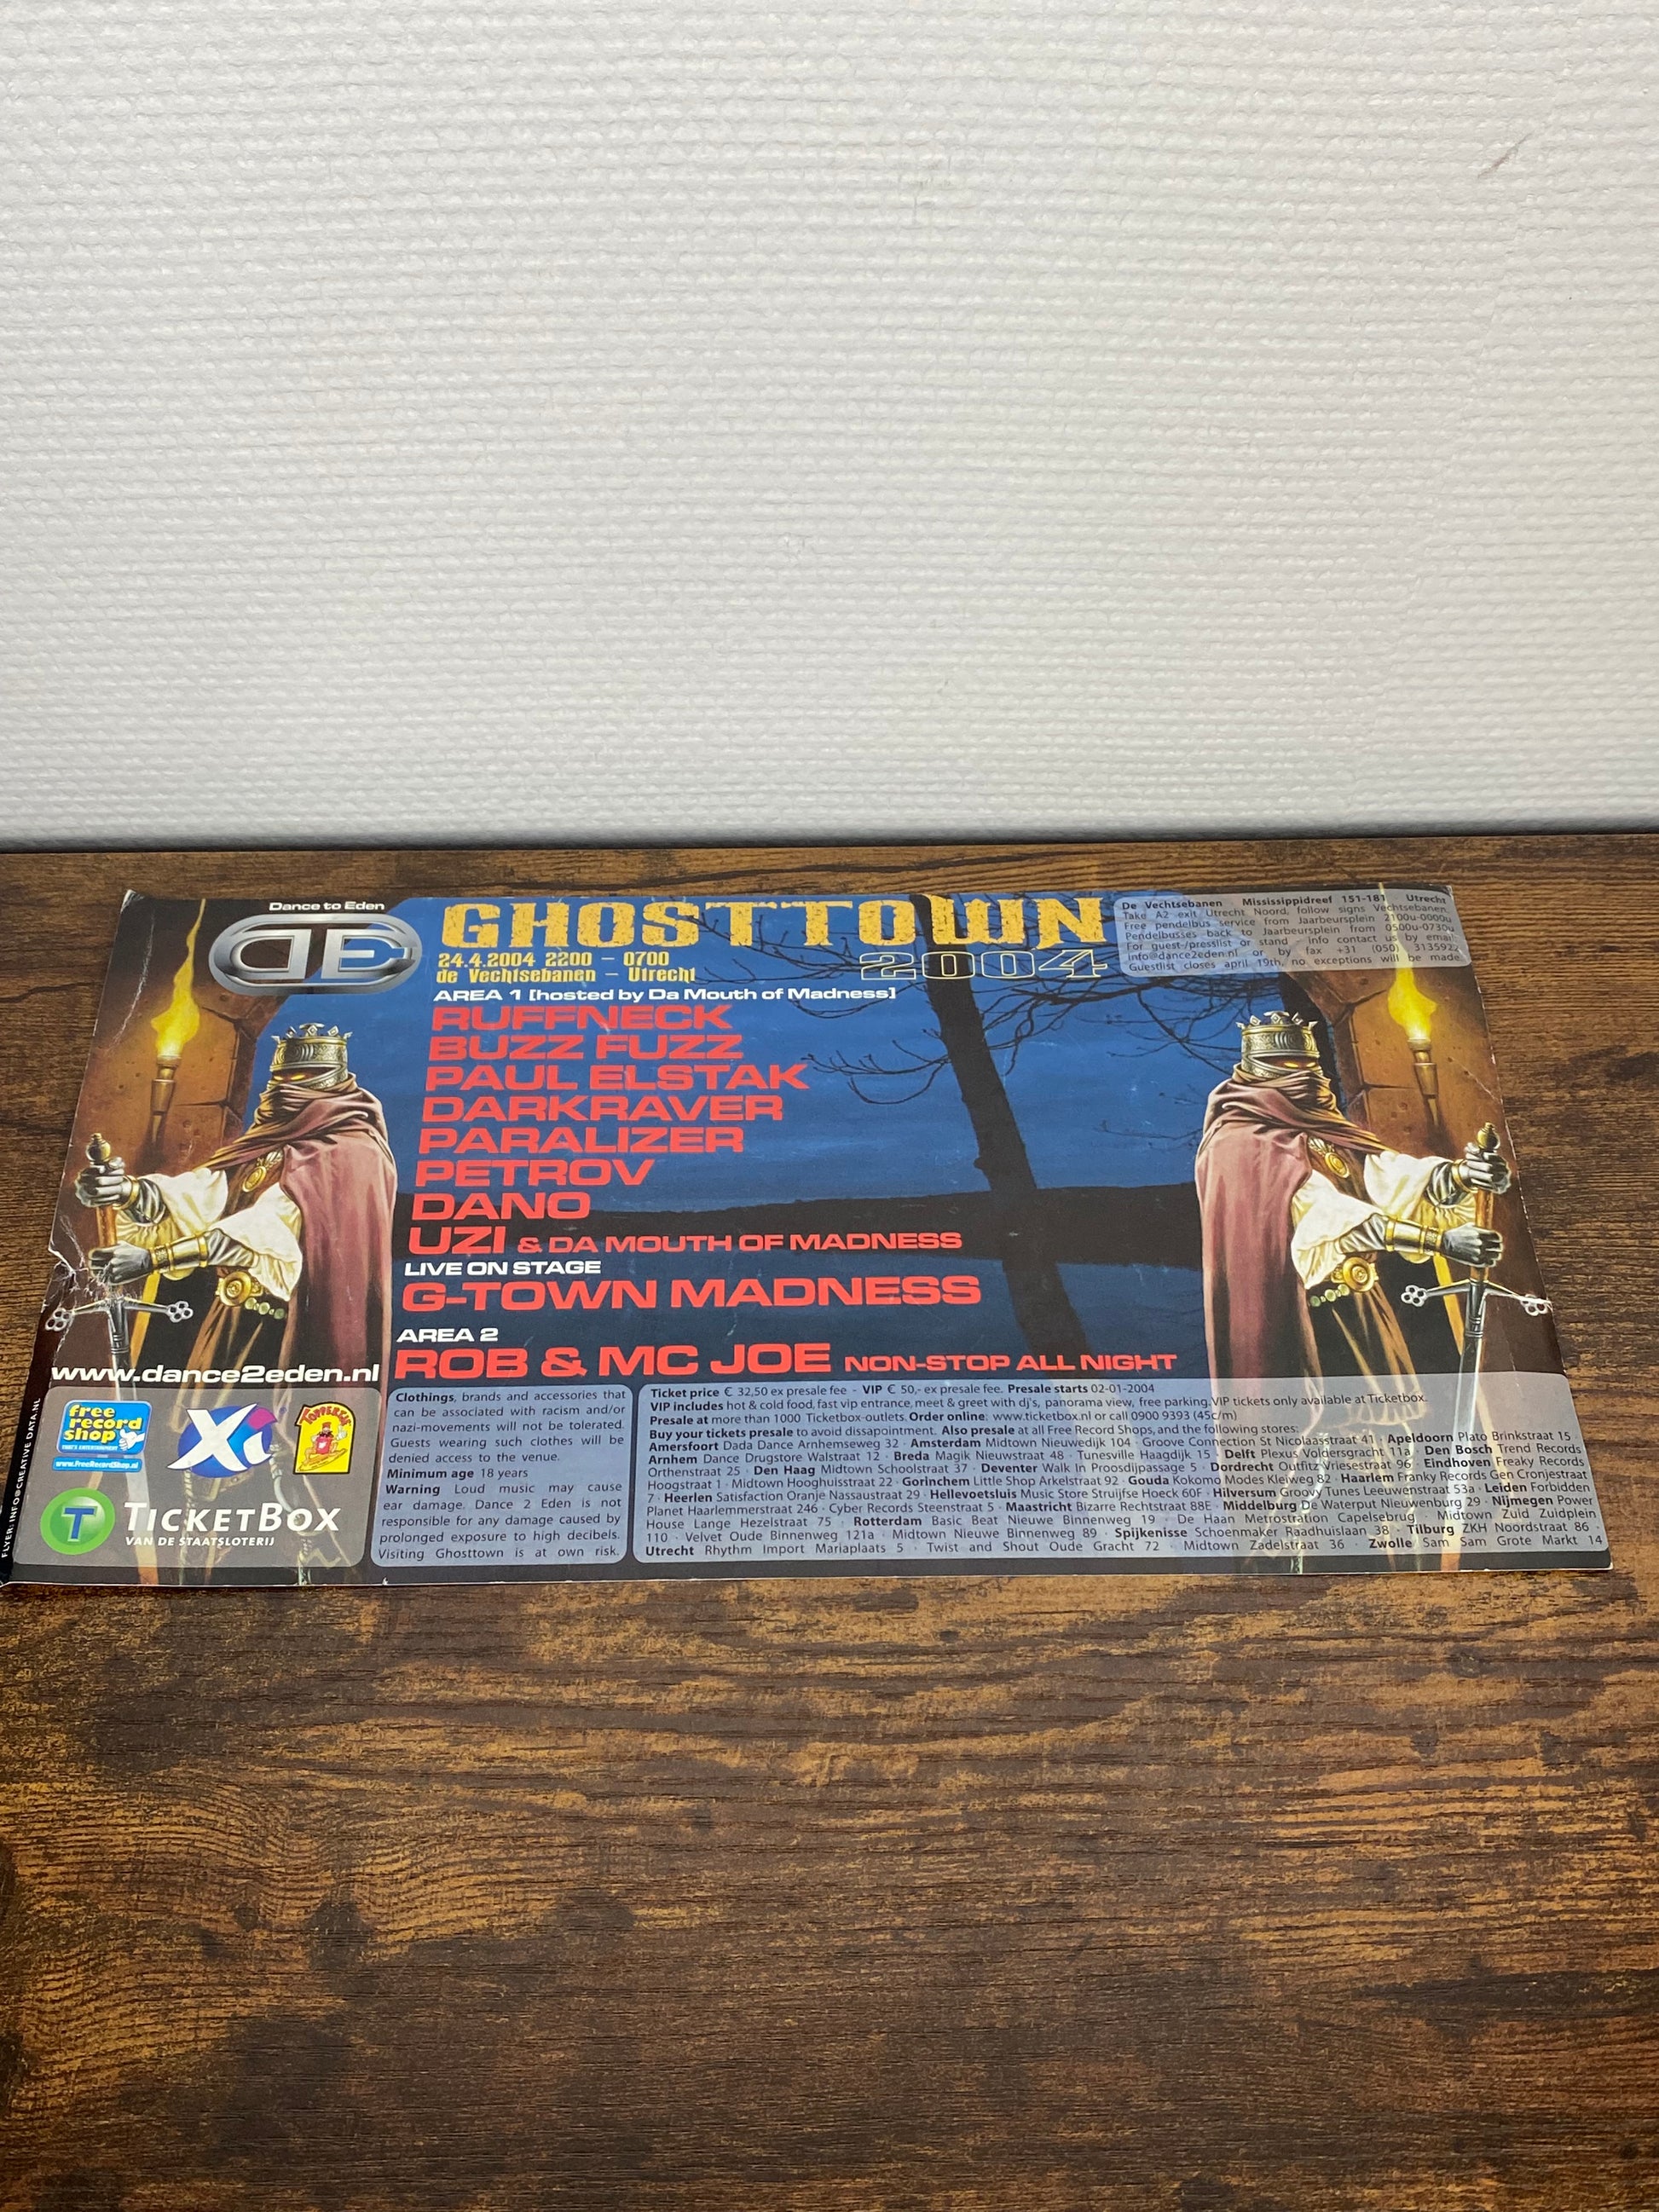 Dance to Eden
DE
GHOSTTOWN
2004
24.4.2004 2200 - 0700
de Vechtsebanen - Utrecht
De Vechtsebanen Mississippidreef 151-181 Utrecht
Take A2 exit Utrecht Noord, follow signs Vechtsebanen.
Free pendelbus service from Jaarbeursplein 2100u-0000u
Pendelbusses back to Jaarbeursplein from 0500u-0730u
For guest-/presslist or stand info contact us by email:
info@dance2eden.nl or by fax +31 (050) 3135927
Guestlist closes april 19th, no exceptions will be made.
AREA 1 [hosted by Da Mouth of Madness]
RUFFNECK
BUZZ FUZZ
PAUL ELSTAK
DARKRAVER
PARALIZER
PETROV
DANO
UZI & DA MOUTH OF MADNESS
LIVE ON STAGE
G-TOWN MADNESS
AREA 2
ROB & MC JOE NON-STOP ALL NIGHT
www.dance2eden.nl
free
record
shop
www.FreeRecordShop.nl
Xi
TOPPERS
T TICKETBOX
VAN DE STAATSLOTERIJ
FLYER: INFO@CREATIVE DATA.NL
Clothings, brands and accessories that
can be associated with racism and/or
nazi-movements will not be tolerated.
Guests wearing such clothes will be
denied access to the venue.
Minimum age 18 years
Warning Loud music may cause
ear damage. Dance 2 Eden is not
responsible for any damage caused by
prolonged exposure to high decibels.
Visiting Ghosttown is at own risk.
Ticket price € 32,50 ex presale fee - VIP € 50,- ex presale fee. Presale starts 02-01-2004
VIP includes hot & cold food, fast vip entrance, meet & greet with dj's, panorama view, free parking. VIP tickets only available at Ticketbox.
Presale at more than 1000 Ticketbox-outlets. Order online: www.ticketbox.nl or call 0900 9393 (45c/m)
Buy your tickets presale to avoid dissapointment. Also presale at all Free Record Shops, and the following stores:
Amersfoort Dada Dance Arnhemseweg 32 · Amsterdam Midtown Nieuwedijk 104 · Groove Connection St Nicolaasstraat 41 · Apeldoorn Plato Brinkstraat 15
Arnhem Dance Drugstore Walstraat 12 · Breda Magik Nieuwstraat 48 · Tunesville Haagdijk 15 · Delft Plexus Voldersgracht 11a · Den Bosch Trend Records
Orthenstraat 25 · Den Haag Midtown Schoolstraat 37 · Deventer Walk In Proosdijpassage 5 · Dordrecht Outfitz Vriesestraat 96 · Eindhoven Freaky Records
Hoogstraat 1 · Midtown Hooghuisstraat 22 · Gorinchem Little Shop Arkelstraat 92 · Gouda Kokomo Modes Kleiweg 82 · Haarlem Franky Records Gen Cronjestraat
7 · Heerlen Satisfaction Oranje Nassaustraat 29 · Hellevoetsluis Music Store Struijfse Hoeck 60F · Hilversum Groovy Tunes Leeuwenstraat 53a · Leiden Forbidden
Planet Haarlemmerstraat 246 · Cyber Records Steenstraat 5 · Maastricht Bizarre Rechtstraat 88E · Middelburg De Waterput Nieuwenburg 29 · Nijmegen Power
House Lange Hezelstraat 75 · Rotterdam Basic Beat Nieuwe Binnenweg 19 · De Haan Metrostration Capelsebrug · Midtown Zuid Zuidplein
110 · Velvet Oude Binnenweg 121a · Midtown Nieuwe Binnenweg 89 · Spijkenisse Schoenmaker Raadhuislaan 38 · Tilburg ZKH Noordstraat 86 ·
Utrecht Rhythm Import Mariaplaats 5 · Twist and Shout Oude Gracht 72 · Midtown Zadelstraat 36 · Zwolle Sam Sam Grote Markt 14